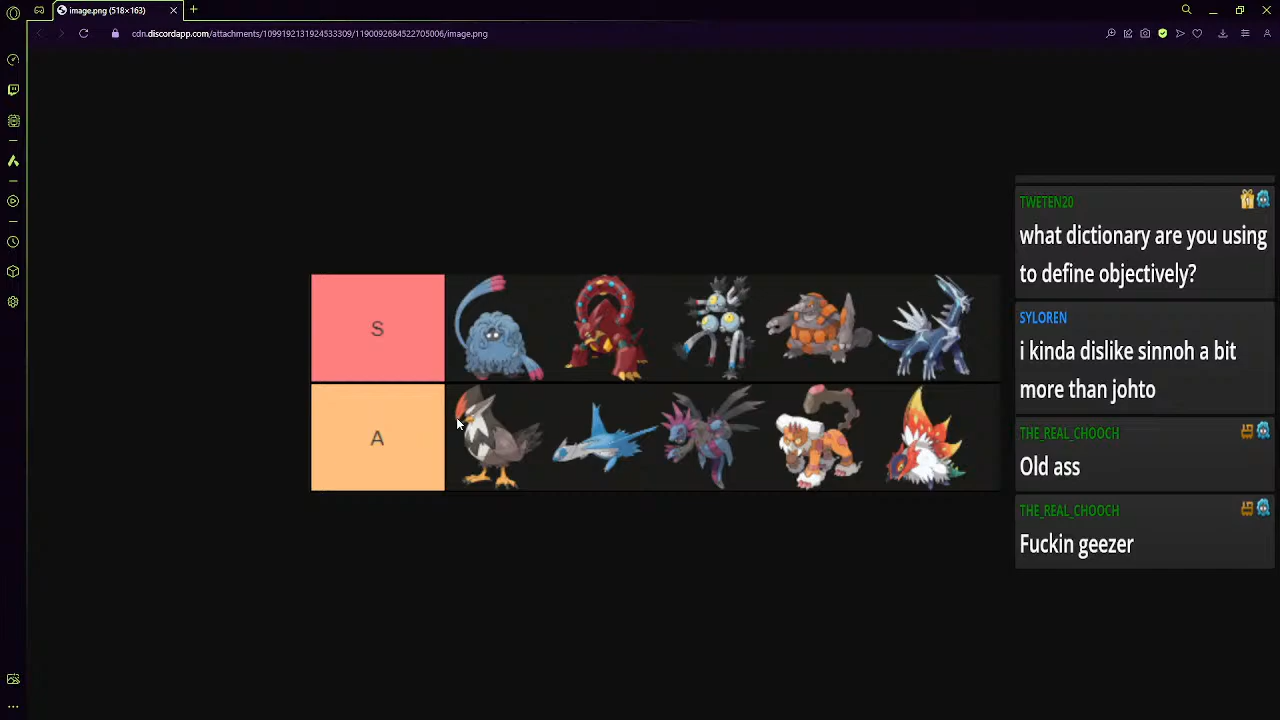 image.png (518×163)
cdn.discordapp.com/attachments/1099192131924533309/1190092684522705006/image.png
S
A
TWETEN20
what dictionary are you using
to define objectively?
SYLOREN
i kinda dislike sinnoh a bit
more than johto
THE_REAL_CHOOCH
Old ass
THE_REAL_CHOOCH
Fuckin geezer